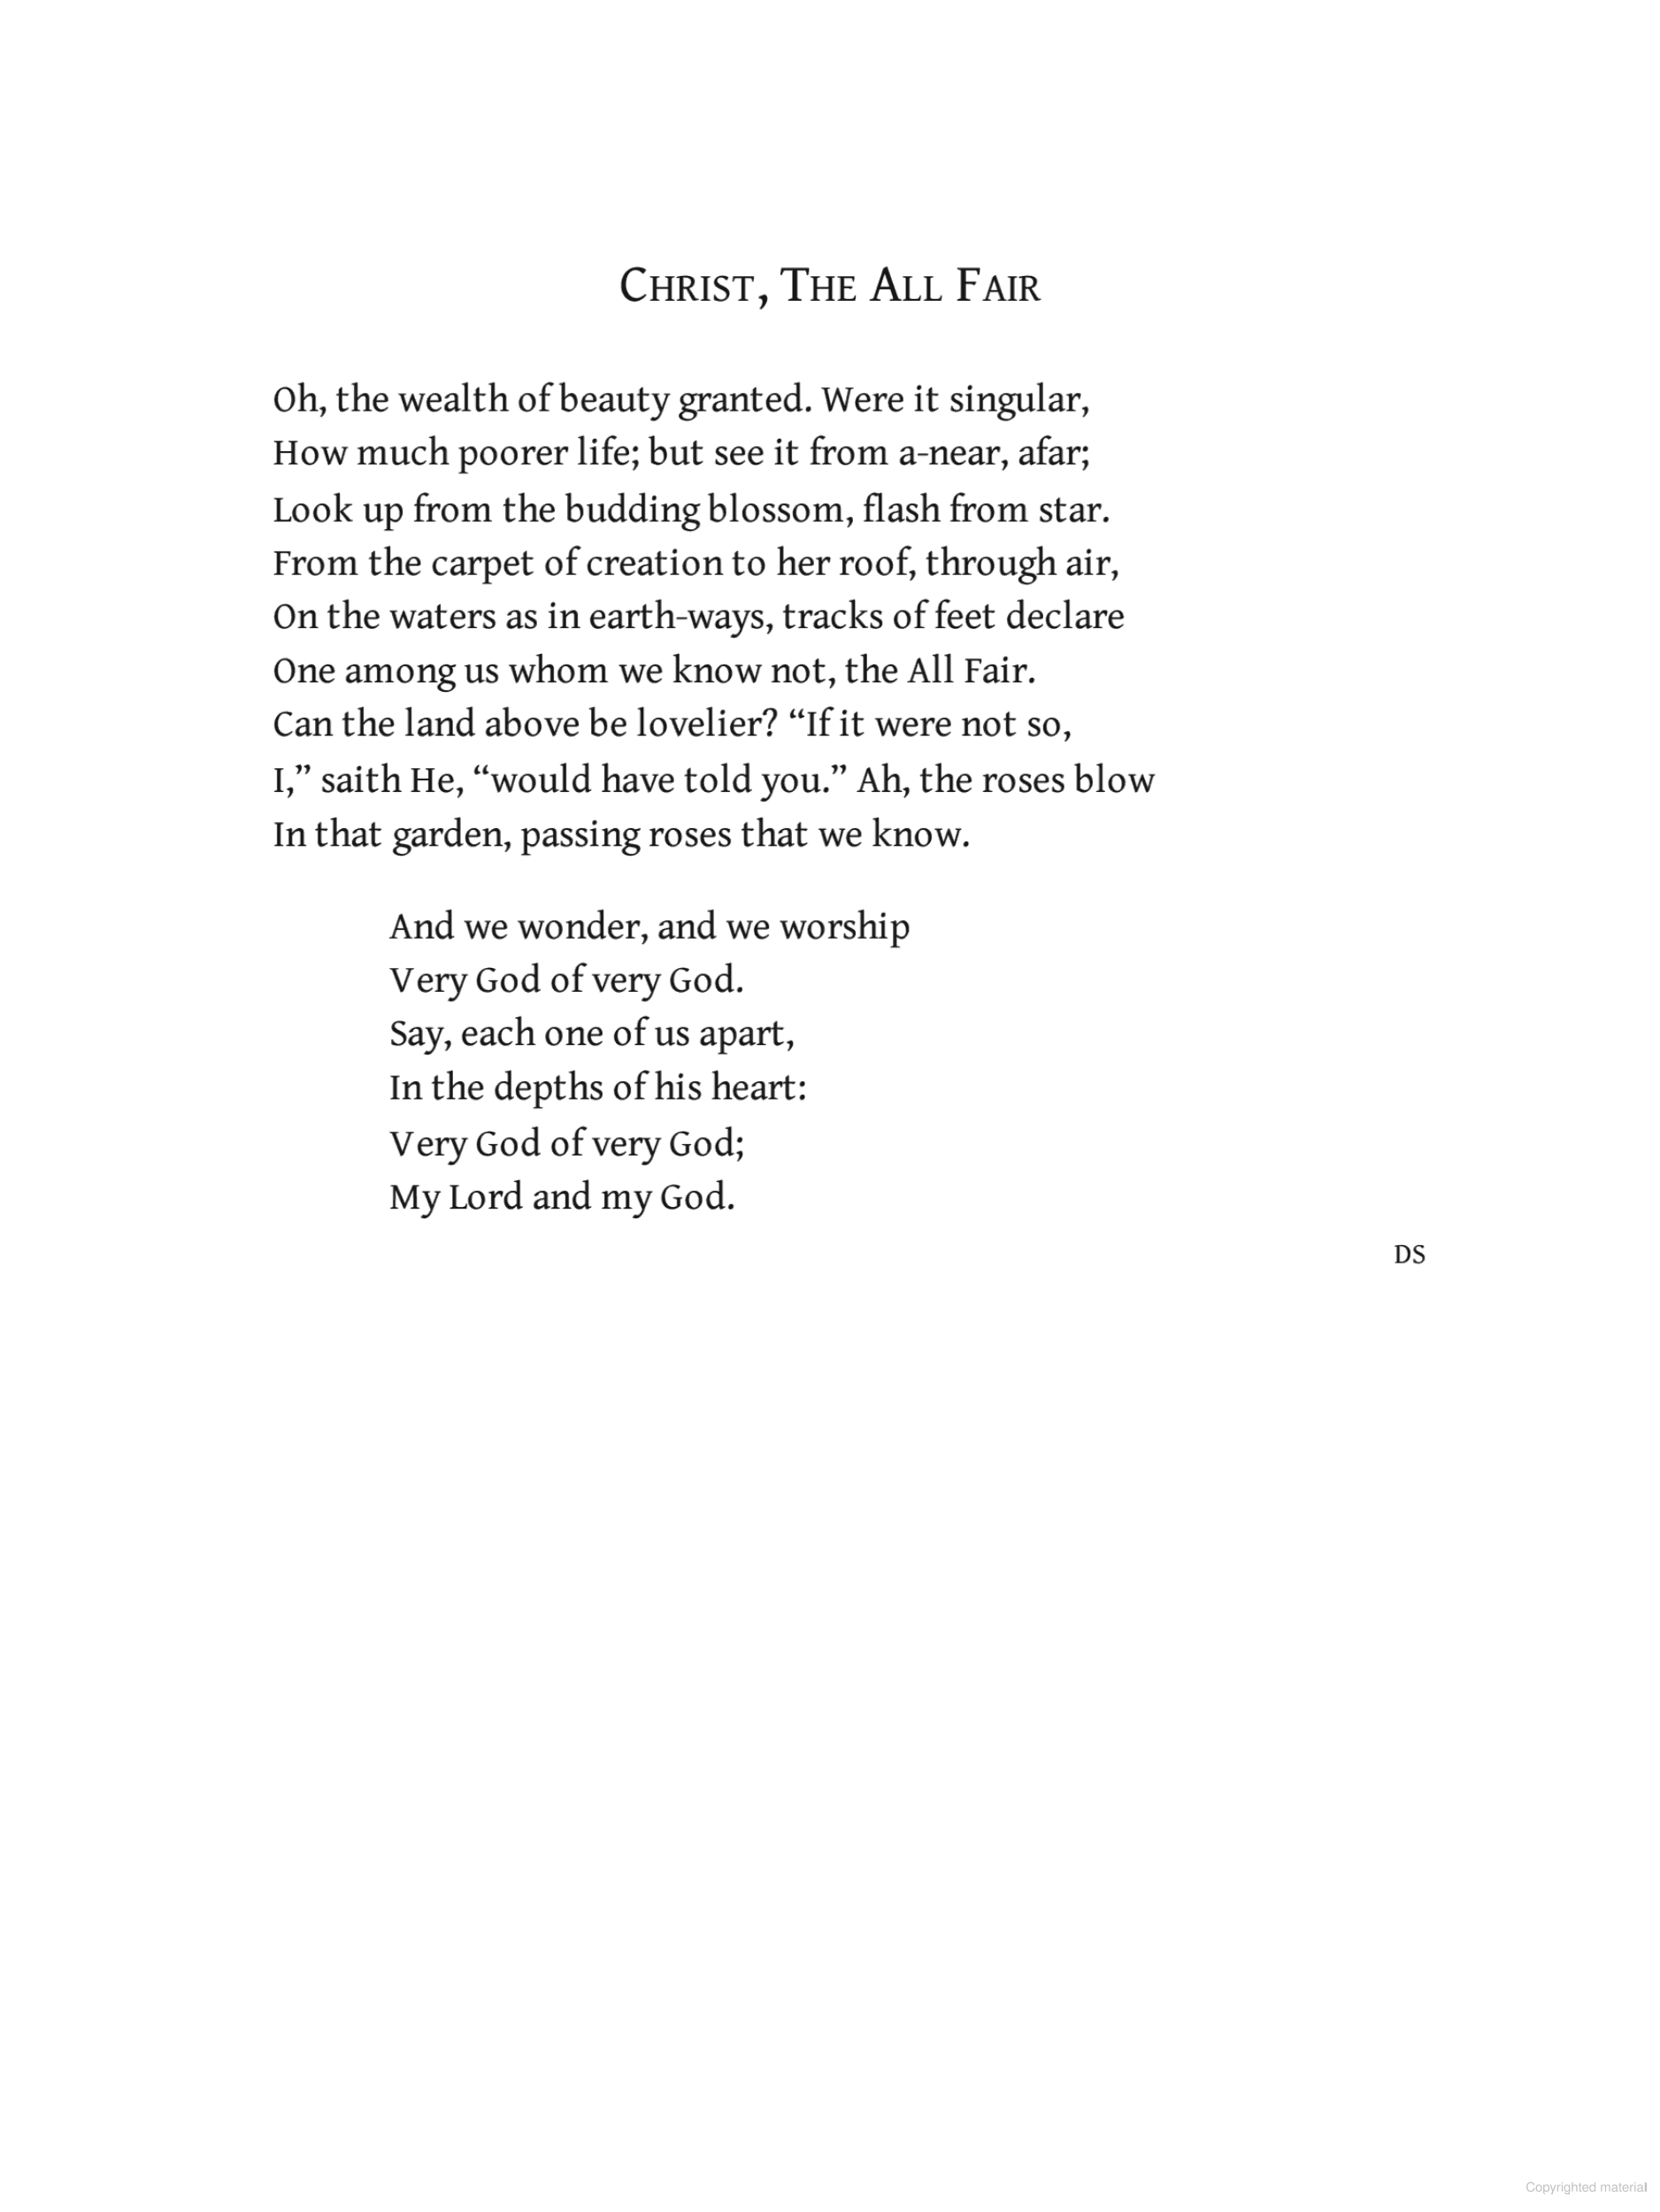 Christ, The All Fair
Oh, the wealth of beauty granted. Were it singular,
How much poorer life; but see it from a-near, afar;
Look up from the budding blossom, flash from star.
From the carpet of creation to her roof, through air,
On the waters as in earth-ways, tracks of feet declare
One among us whom we know not, the All Fair.
Can the land above be lovelier? “If it were not so,
I,” saith He, “would have told you.” Ah, the roses blow
In that garden, passing roses that we know.
And we wonder, and we worship
Very God of very God.
Say, each one of us apart,
In the depths of his heart:
Very God of very God;
My Lord and my God.
DS
Copyrighted material